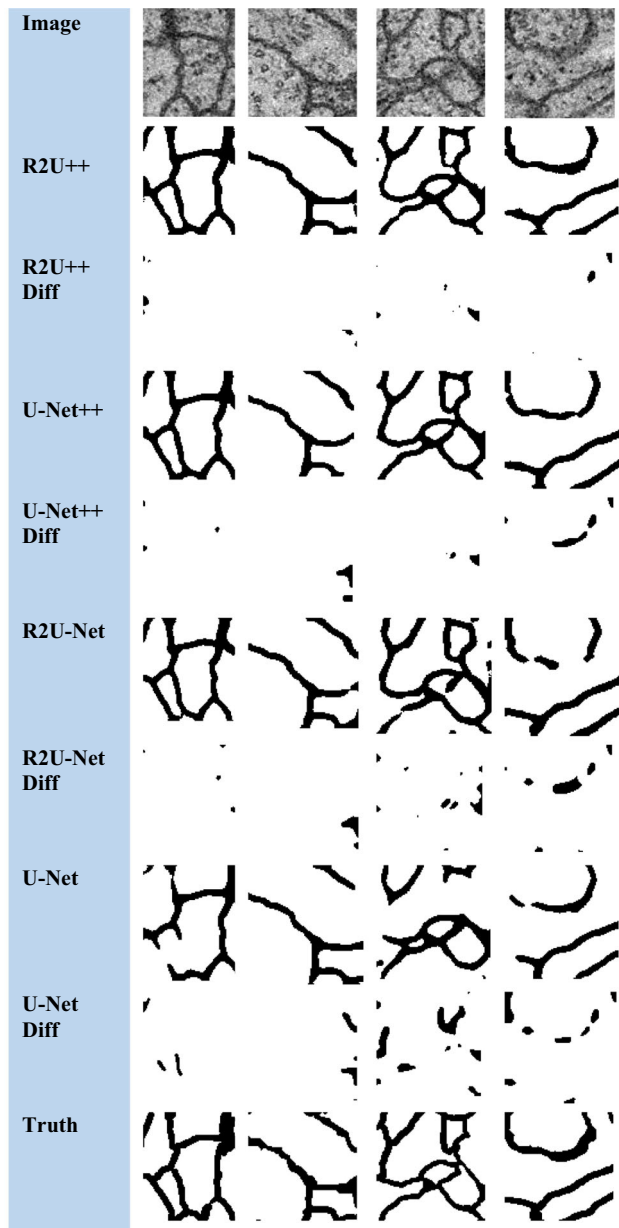 Image
R2U++
R2U++
Diff
U-Net++
U-Net++
Diff
R2U-Net
R2U-Net
Diff
U-Net
U-Net
Diff
Truth